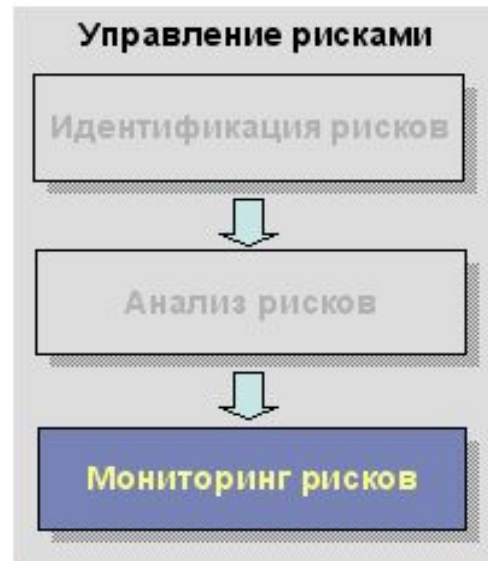 Управление рисками
Идентификация рисков
Анализ рисков
Мониторинг рисков